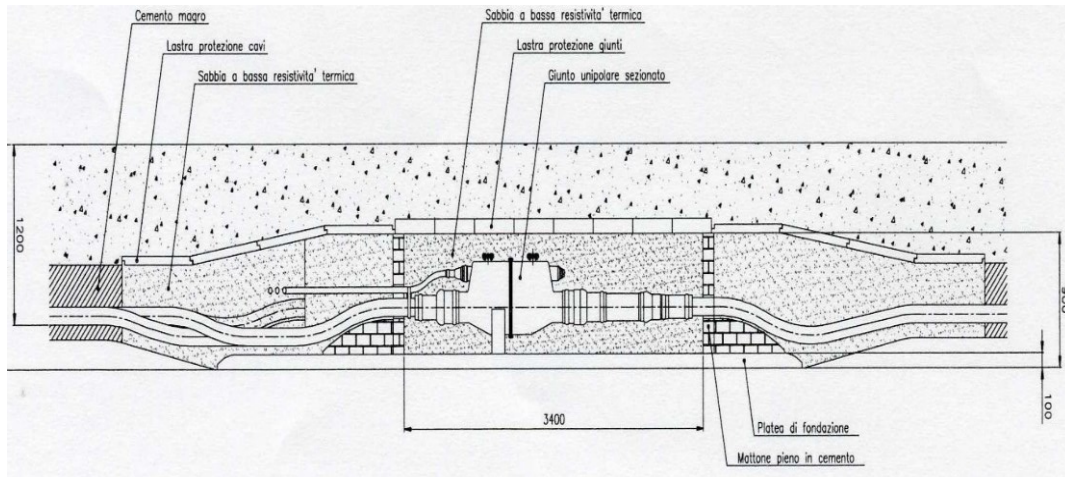 Cemento magro
Lastra protezione cavi
Sabbia a bassa resistivita' termica
Sabbia a bassa resistivita' termica
Lastra protezione giunti
Giunto unipolare sezionato
1200
3400
100
Platea di fondazione
Mattone pieno in cemento